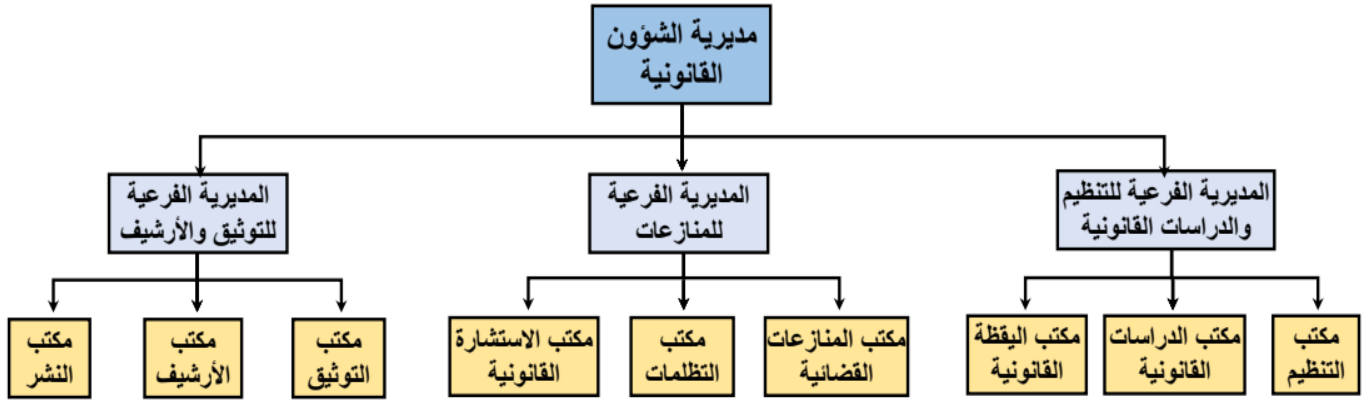 مديرية الشؤون
القانونية
المديرية الفرعية للتنظيم
والدراسات القانونية
المديرية الفرعية
للمنازعات
المديرية الفرعية
للتوثيق والأرشيف
مكتب
التنظيم
مكتب الدراسات
القانونية
مكتب اليقظة
القانونية
مكتب المنازعات
القضائية
مكتب
التظلمات
مكتب الاستشارة
القانونية
مكتب
التوثيق
مكتب
الأرشيف
مكتب
النشر